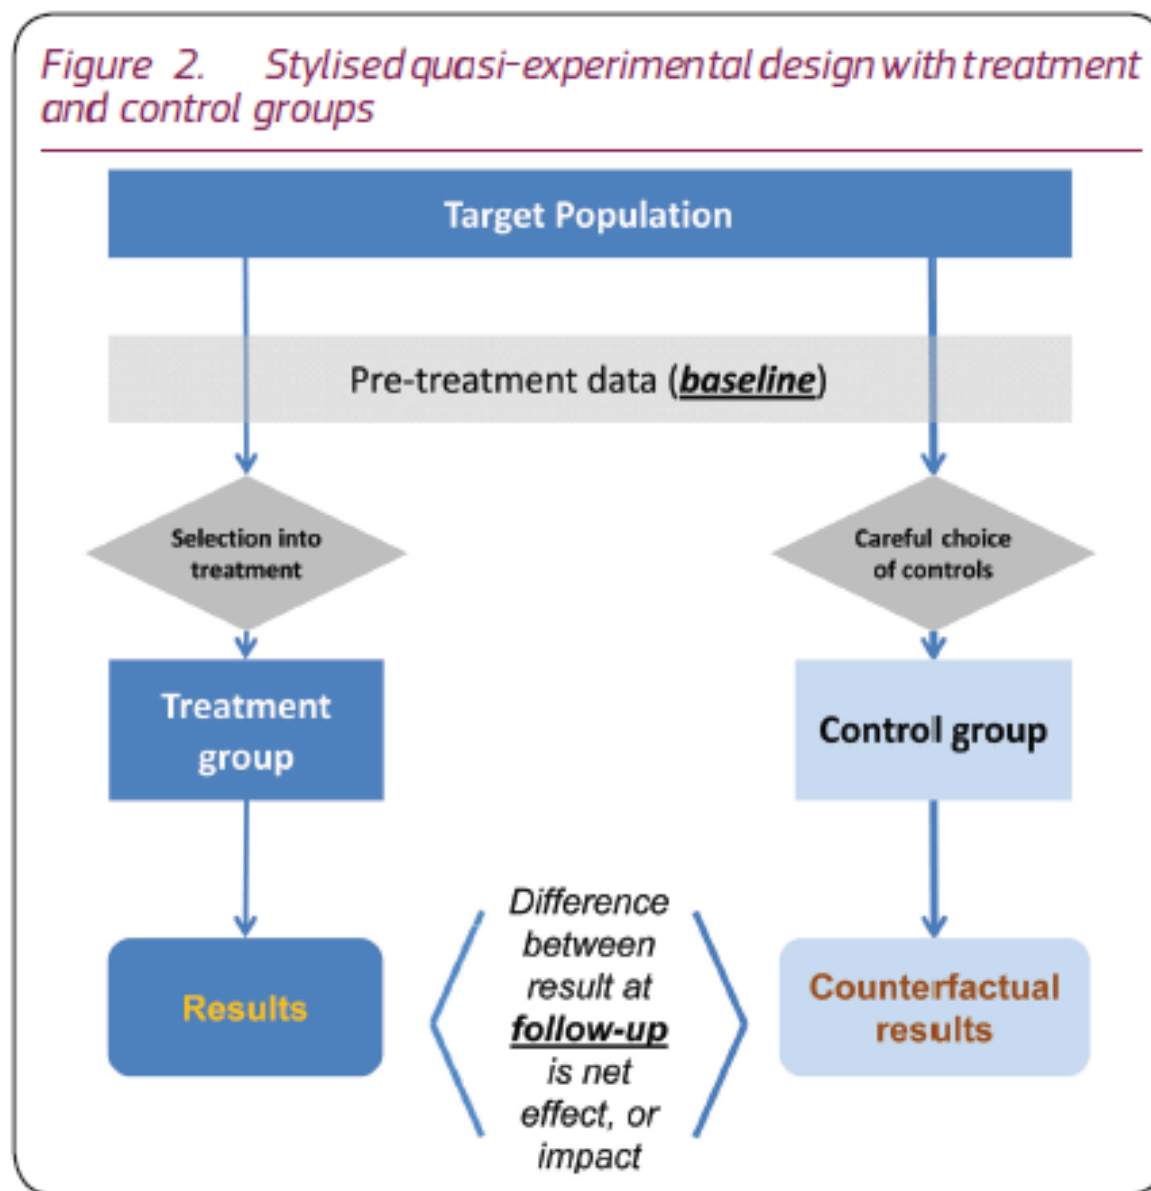 Figure 2. Stylised quasi-experimental design with treatment
and control groups
Target Population
Pre-treatment data (baseline)
Selection into
treatment
Careful choice
of controls
Treatment
group
Control group
Difference
between
result at
follow-up
is net
effect, or
impact
Results
Counterfactual
results